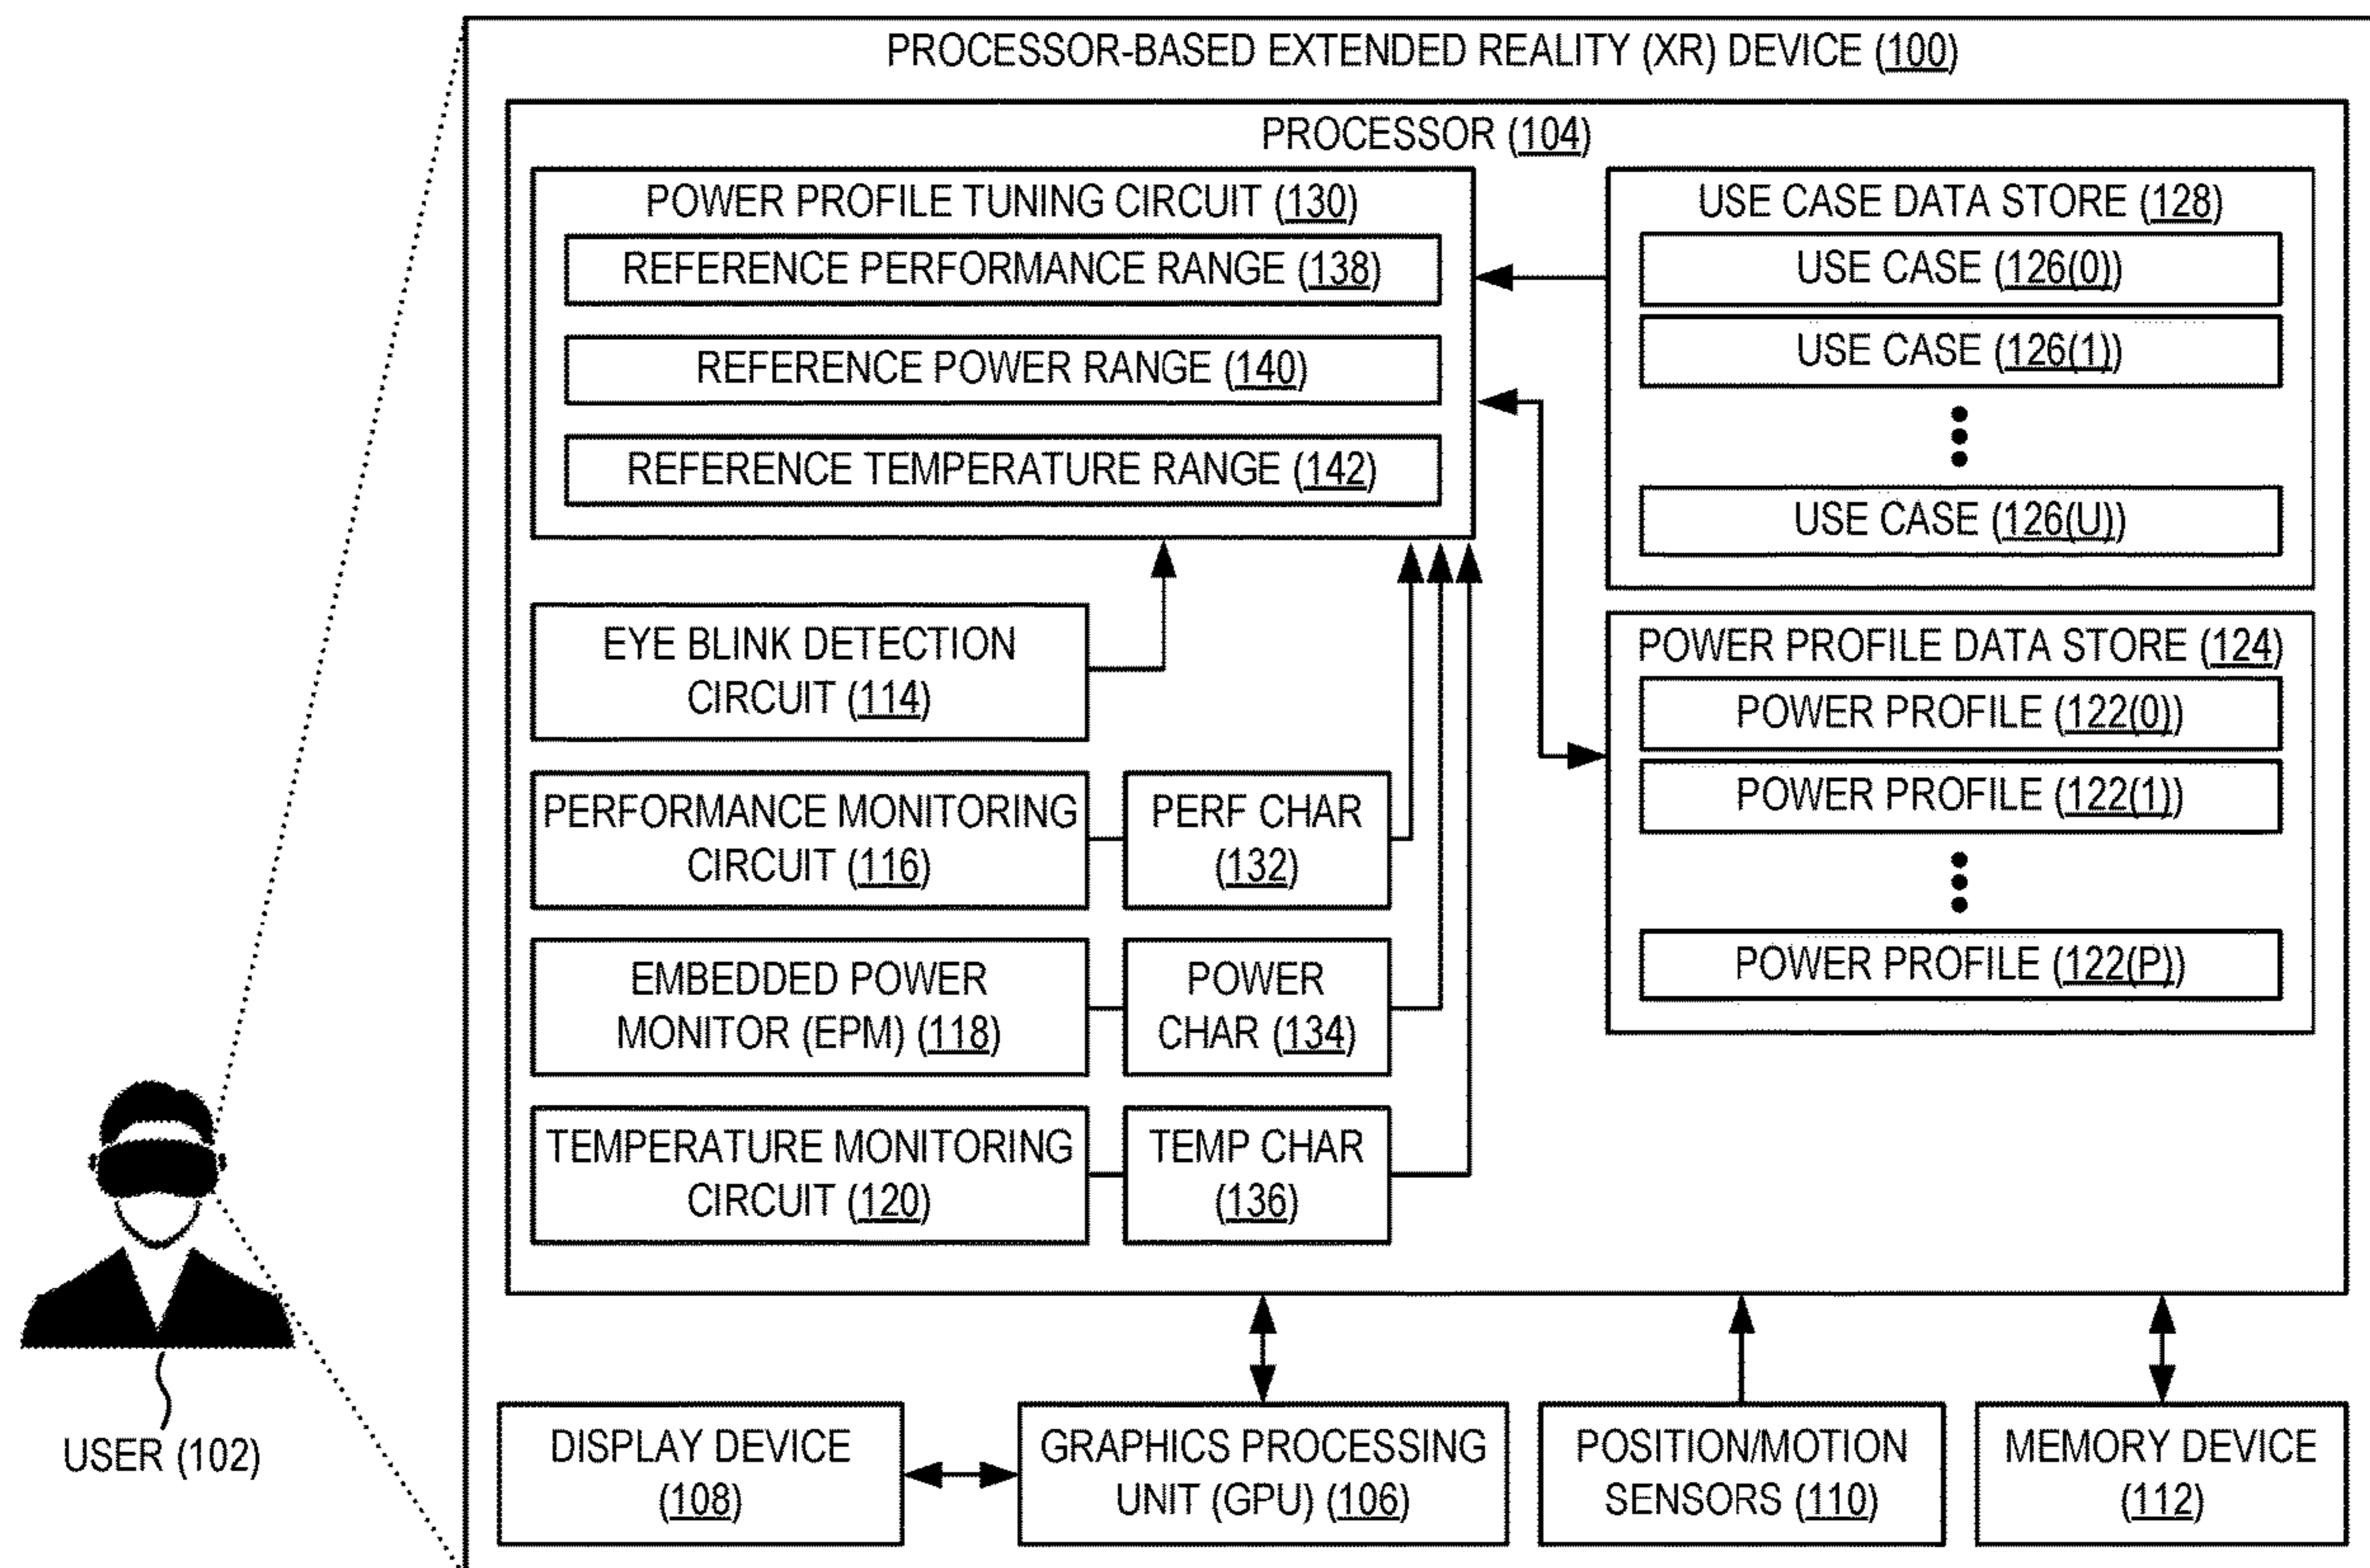 PROCESSOR-BASED EXTENDED REALITY (XR) DEVICE (100)
PROCESSOR (104)
POWER PROFILE TUNING CIRCUIT (130)
REFERENCE PERFORMANCE RANGE (138)
REFERENCE POWER RANGE (140)
REFERENCE TEMPERATURE RANGE (142)
USE CASE DATA STORE (128)
USE CASE (126(0))
USE CASE (126(1))
USE CASE (126(U))
EYE BLINK DETECTION
CIRCUIT (114)
POWER PROFILE DATA STORE (124)
POWER PROFILE (122(0))
POWER PROFILE (122(1))
POWER PROFILE (122(P))
PERFORMANCE MONITORING
CIRCUIT (116)
PERF CHAR
(132)
EMBEDDED POWER
MONITOR (EPM) (118)
POWER
CHAR (134)
TEMPERATURE MONITORING
CIRCUIT (120)
TEMP CHAR
(136)
USER (102)
DISPLAY DEVICE
(108)
GRAPHICS PROCESSING
UNIT (GPU) (106)
POSITION/MOTION
SENSORS (110)
MEMORY DEVICE
(112)